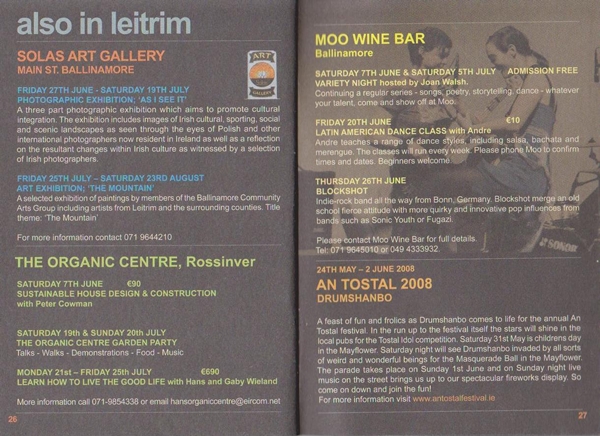 also in leitrim
SOLAS ART GALLERY
MAIN ST. BALLINAMORE
ART
GALLERY
FRIDAY 27TH JUNE - SATURDAY 19TH JULY
PHOTOGRAPHIC EXHIBITION; 'AS I SEE IT'
A three part photographic exhibition which aims to promote cultural
integration. The exhibition includes images of Irish cultural, sporting, social
and scenic landscapes as seen through the eyes of Polish and other
international photographers now resident in Ireland as well as a reflection
on the resultant changes within Irish culture as witnessed by a selection
of Irish photographers.
FRIDAY 25TH JULY – SATURDAY 23RD AUGUST
ART EXHIBITION; 'THE MOUNTAIN'
A selected exhibition of paintings by members of the Ballinamore Community
Arts Group including artists from Leitrim and the surrounding counties. Title
theme: 'The Mountain'
For more information contact 071 9644210
THE ORGANIC CENTRE, Rossinver
SATURDAY 7TH JUNE €90
SUSTAINABLE HOUSE DESIGN & CONSTRUCTION
with Peter Cowman
SATURDAY 19th & SUNDAY 20th JULY
THE ORGANIC CENTRE GARDEN PARTY
Talks - Walks - Demonstrations - Food - Music
MONDAY 21st – FRIDAY 25th JULY €690
LEARN HOW TO LIVE THE GOOD LIFE with Hans and Gaby Wieland
More information call 071-9854338 or email hansorganiccentre@eircom.net
26
MOO WINE BAR
Ballinamore
SATURDAY 7TH JUNE & SATURDAY 5TH JULY ADMISSION FREE
VARIETY NIGHT hosted by Joan Walsh.
Continuing a regular series - songs, poetry, storytelling, dance - whatever
your talent, come and show off at Moo.
FRIDAY 20TH JUNE €10
LATIN AMERICAN DANCE CLASS with Andre
Andre teaches a range of dance styles, including salsa, bachata and
merengue. The classes will run every week. Please phone Moo to confirm
times and dates. Beginners welcome.
THURSDAY 26TH JUNE
BLOCKSHOT
Indie-rock band all the way from Bonn, Germany. Blockshot merge an old
school fierce attitude with more quirky and innovative pop influences from
bands such as Sonic Youth or Fugazi.
Please contact Moo Wine Bar for full details.
Tel: 071 9645010 or 049 4333932.
SONOR
24TH MAY – 2 JUNE 2008
AN TOSTAL 2008
DRUMSHANBO
A feast of fun and frolics as Drumshanbo comes to life for the annual An
Tostal festival. In the run up to the festival itself the stars will shine in the
local pubs for the Tostal Idol competition. Saturday 31st May is childrens day
in the Mayflower. Saturday night will see Drumshanbo invaded by all sorts
of weird and wonderful beings for the Masquerade Ball in the Mayflower.
The parade takes place on Sunday 1st June and on Sunday night live
music on the street brings us up to our spectacular fireworks display. So
come on down and join the fun!
For more information visit www.antostalfestival.ie
27